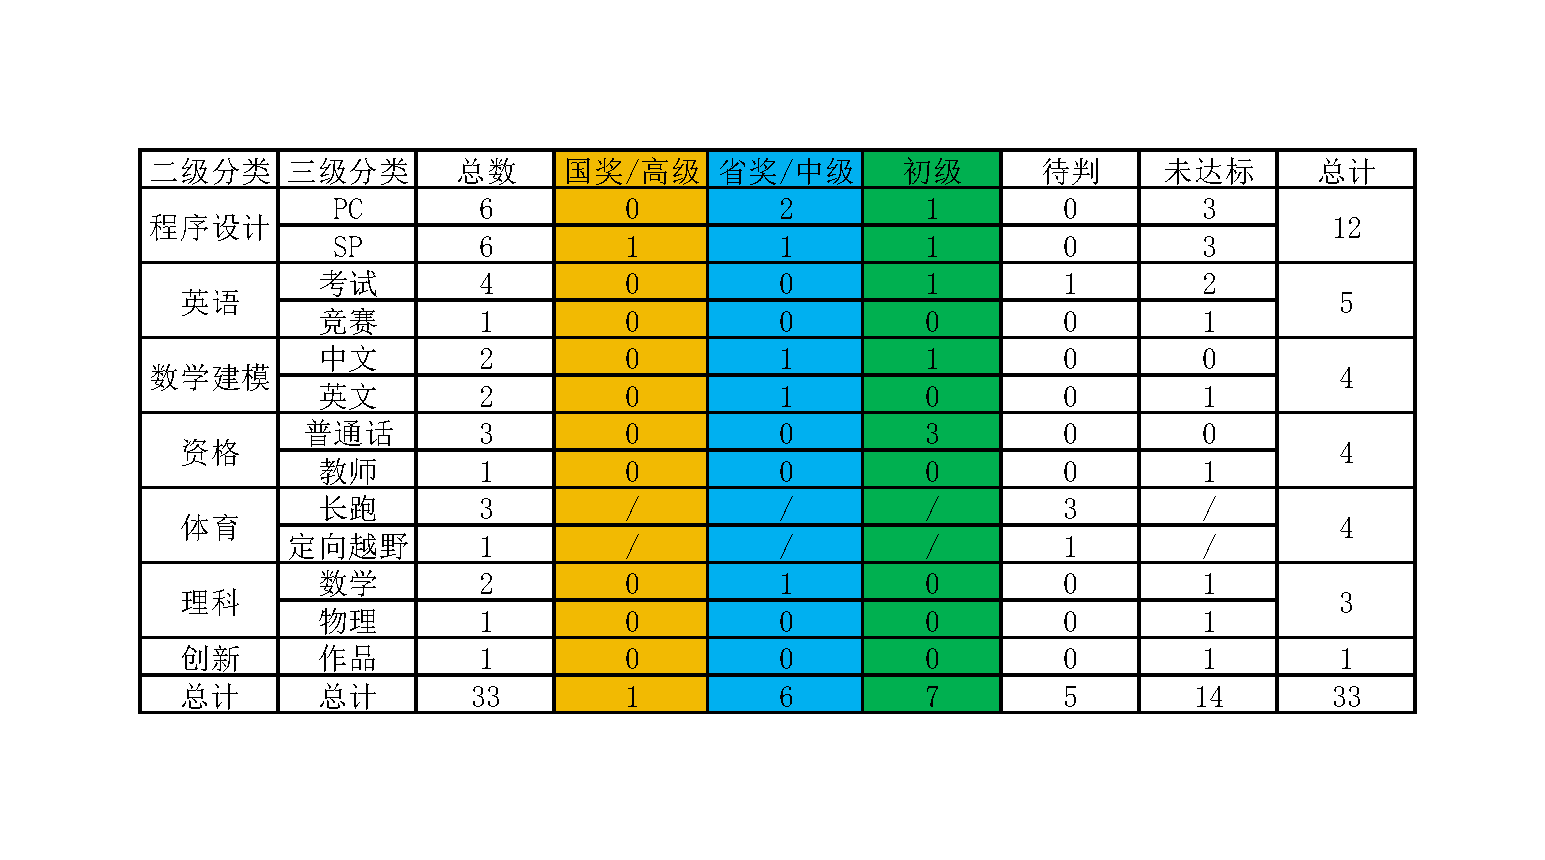 二级分类 三级分类 总数 国奖/高级 省奖/中级 初级 待判 未达标 总计
程序设计 PC 6 0 2 1 0 3 12
SP 6 1 1 1 0 3
英语 考试 4 0 0 1 1 2 5
竞赛 1 0 0 0 0 1
数学建模 中文 2 0 1 1 0 0 4
英文 2 0 1 0 0 1
资格 普通话 3 0 0 3 0 0 4
教师 1 0 0 0 0 1
体育 长跑 3 / / / 3 / 4
定向越野 1 / / / 1 /
理科 数学 2 0 1 0 0 1 3
物理 1 0 0 0 0 1
创新 作品 1 0 0 0 0 1 1
总计 总计 33 1 6 7 5 14 33